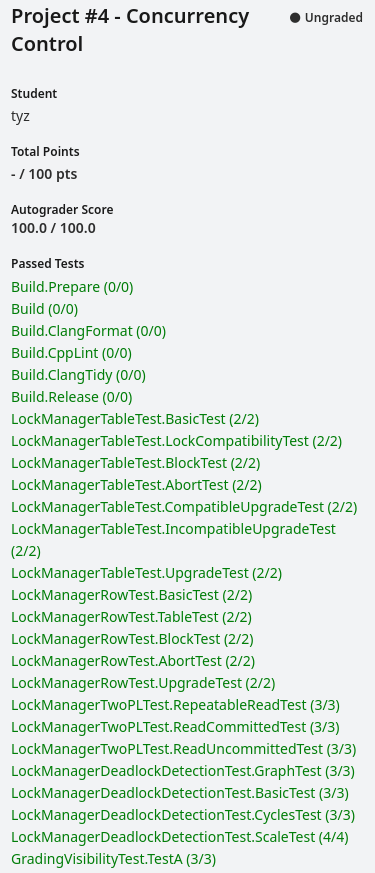 Project #4 - Concurrency
Control
Ungraded
Student
tyz
Total Points
- / 100 pts
Autograder Score
100.0 / 100.0
Passed Tests
Build.Prepare (0/0)
Build (0/0)
Build.ClangFormat (0/0)
Build.CppLint (0/0)
Build.ClangTidy (0/0)
Build.Release (0/0)
LockManagerTableTest.BasicTest (2/2)
LockManagerTableTest.LockCompatibilityTest (2/2)
LockManagerTableTest.BlockTest (2/2)
LockManagerTableTest.AbortTest (2/2)
LockManagerTableTest.CompatibleUpgradeTest (2/2)
LockManagerTableTest.IncompatibleUpgradeTest
(2/2)
LockManagerTableTest.UpgradeTest (2/2)
LockManagerRowTest.BasicTest (2/2)
LockManagerRowTest.TableTest (2/2)
LockManagerRowTest.BlockTest (2/2)
LockManagerRowTest.AbortTest (2/2)
LockManagerRowTest.UpgradeTest (2/2)
LockManagerTwoPLTest.RepeatableReadTest (3/3)
LockManagerTwoPLTest.ReadCommittedTest (3/3)
LockManagerTwoPLTest.ReadUncommittedTest (3/3)
LockManagerDeadlockDetectionTest.GraphTest (3/3)
LockManagerDeadlockDetectionTest.BasicTest (3/3)
LockManagerDeadlockDetectionTest.CyclesTest (3/3)
LockManagerDeadlockDetectionTest.ScaleTest (4/4)
GradingVisibilityTest.TestA (3/3)